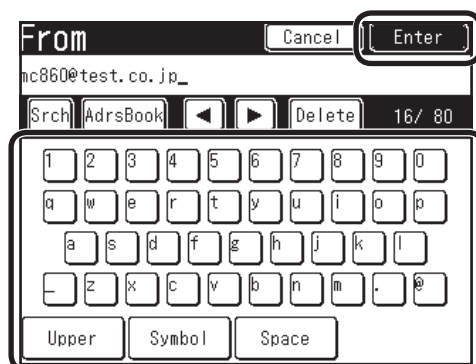 From Cancel Enter
mc860@test.co.jp_
Srch AdrsBook ◀ ▶ Delete 16/ 80
1 2 3 4 5 6 7 8 9 0
q w e r t y u i o p
a s d f g h j k l
_ z x c v b n m . @
Upper Symbol Space